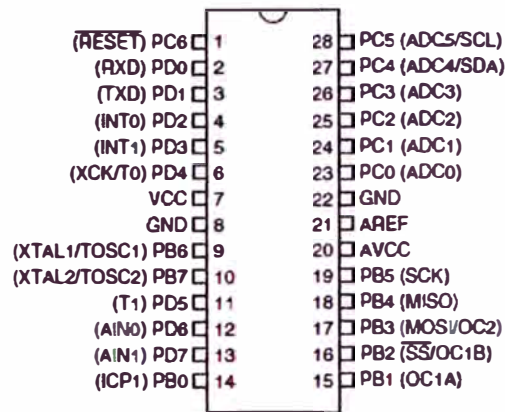 (RESET) PC6 1
(RXD) PD0 2
(TXD) PD1 3
(INT0) PD2 4
(INT1) PD3 5
(XCK/T0) PD4 6
VCC 7
GND 8
(XTAL1/TOSC1) PB6 9
(XTAL2/TOSC2) PB7 10
(T1) PD5 11
(AIN0) PD6 12
(AIN1) PD7 13
(ICP1) PB0 14
28 PC5 (ADC5/SCL)
27 PC4 (ADC4/SDA)
26 PC3 (ADC3)
25 PC2 (ADC2)
24 PC1 (ADC1)
23 PC0 (ADC0)
22 GND
21 AREF
20 AVCC
19 PB5 (SCK)
18 PB4 (MISO)
17 PB3 (MOSI/OC2)
16 PB2 (SS/OC1B)
15 PB1 (OC1A)